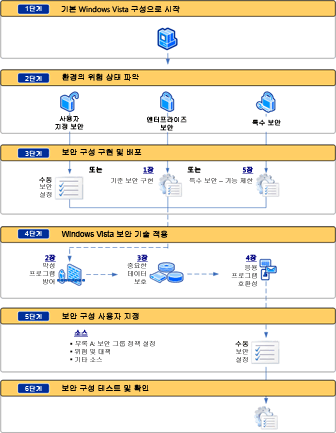 1단계 기본 Windows Vista 구성으로 시작
2단계 환경의 위험 상태 파악
사용자
지정 보안
엔터프라이즈
보안
특수 보안
3단계 보안 구성 구현 및 배포
또는
또는
수동
보안
설정
1장
기준 보안 구현
5장
특수 보안 – 기능 제한
4단계 Windows Vista 보안 기술 적용
2장
악성
프로그램
방어
3장
중요한
데이터
보호
4장
응용
프로그램
호환성
5단계 보안 구성 사용자 지정
소스
• 부록 A: 보안 그룹 정책 설정
• 위협 및 대책
• 기타 소스
수동
보안
설정
6단계 보안 구성 테스트 및 확인